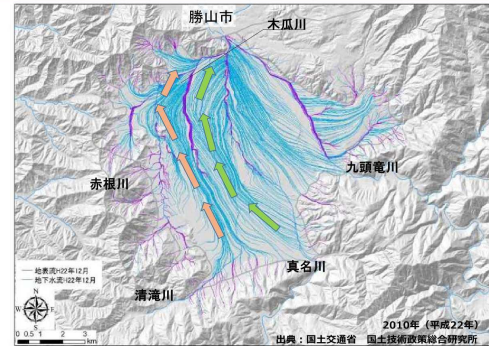 勝山市
木瓜川
九頭竜川
赤根川
真名川
清滝川
地表流H22年12月
地下水流H22年12月
N
W
E
S
0 0.5 1 2 3
km
2010年（平成22年）
出典：国土交通省 国土技術政策総合研究所